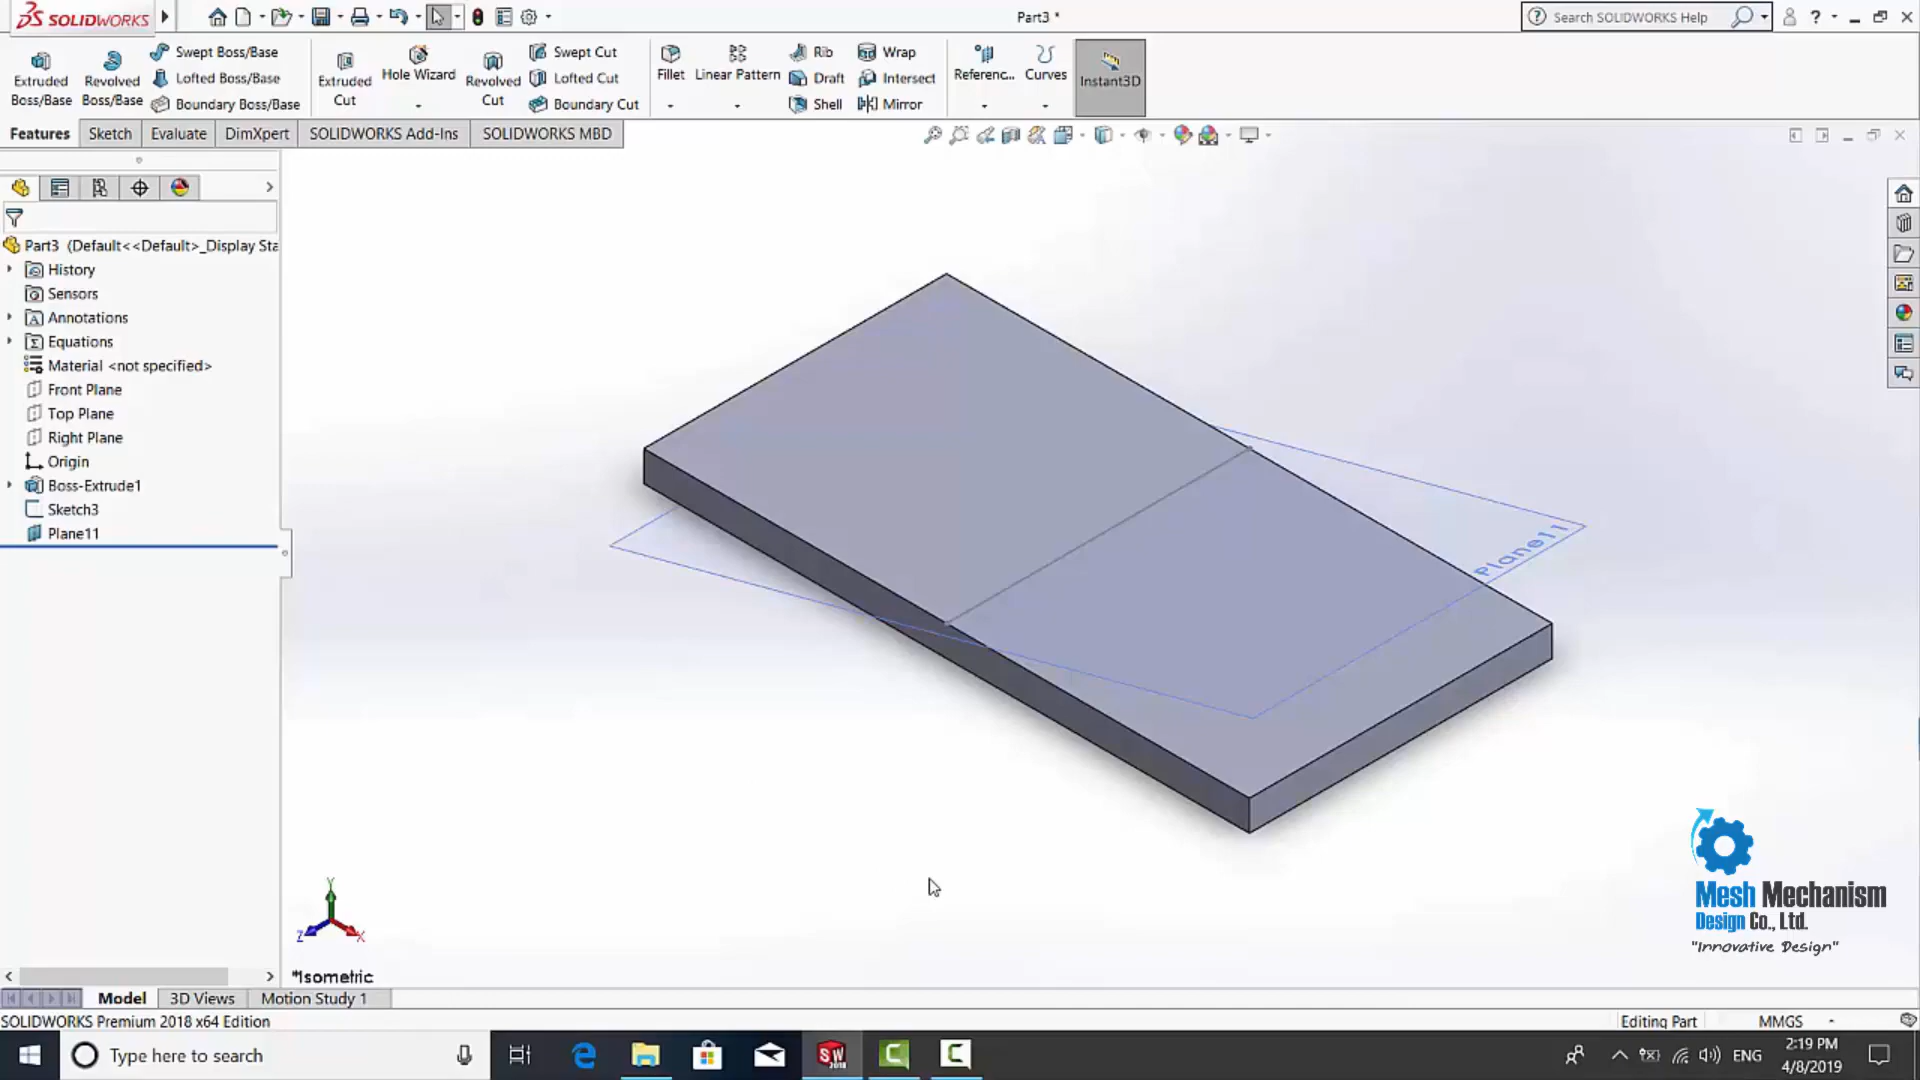 SOLIDWORKS
Part3 *
Search SOLIDWORKS Help
Extruded Boss/Base
Revolved Boss/Base
Swept Boss/Base
Lofted Boss/Base
Boundary Boss/Base
Extruded Cut
Hole Wizard
Revolved Cut
Swept Cut
Lofted Cut
Boundary Cut
Fillet
Linear Pattern
Rib
Draft
Shell
Wrap
Intersect
Mirror
Referenc...
Curves
Instant3D
Features
Sketch
Evaluate
DimXpert
SOLIDWORKS Add-Ins
SOLIDWORKS MBD
Part3 (Default<<Default>_Display Sta
History
Sensors
Annotations
Equations
Material <not specified>
Front Plane
Top Plane
Right Plane
Origin
Boss-Extrude1
Sketch3
Plane11
Plane11
Y
Z
X
*Isometric
Mesh Mechanism
Design Co., Ltd.
"Innovative Design"
Model
3D Views
Motion Study 1
SOLIDWORKS Premium 2018 x64 Edition
Editing Part
MMGS
-
Type here to search
SW
2018
ENG
2:19 PM
4/8/2019